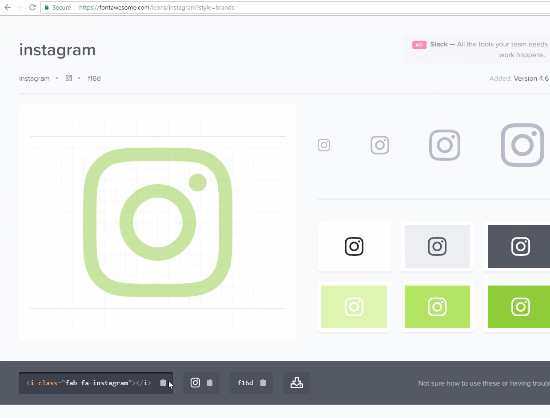 Secure
https://fontawesome.com/icons/instagram?style=brands
instagram
AD Slack — All the tools your team needs
work happens.
Instagram • • f16d
Added: Version 4.6
<i class="fab fa-instagram"></i>
f16d
Not sure how to use these or having troub